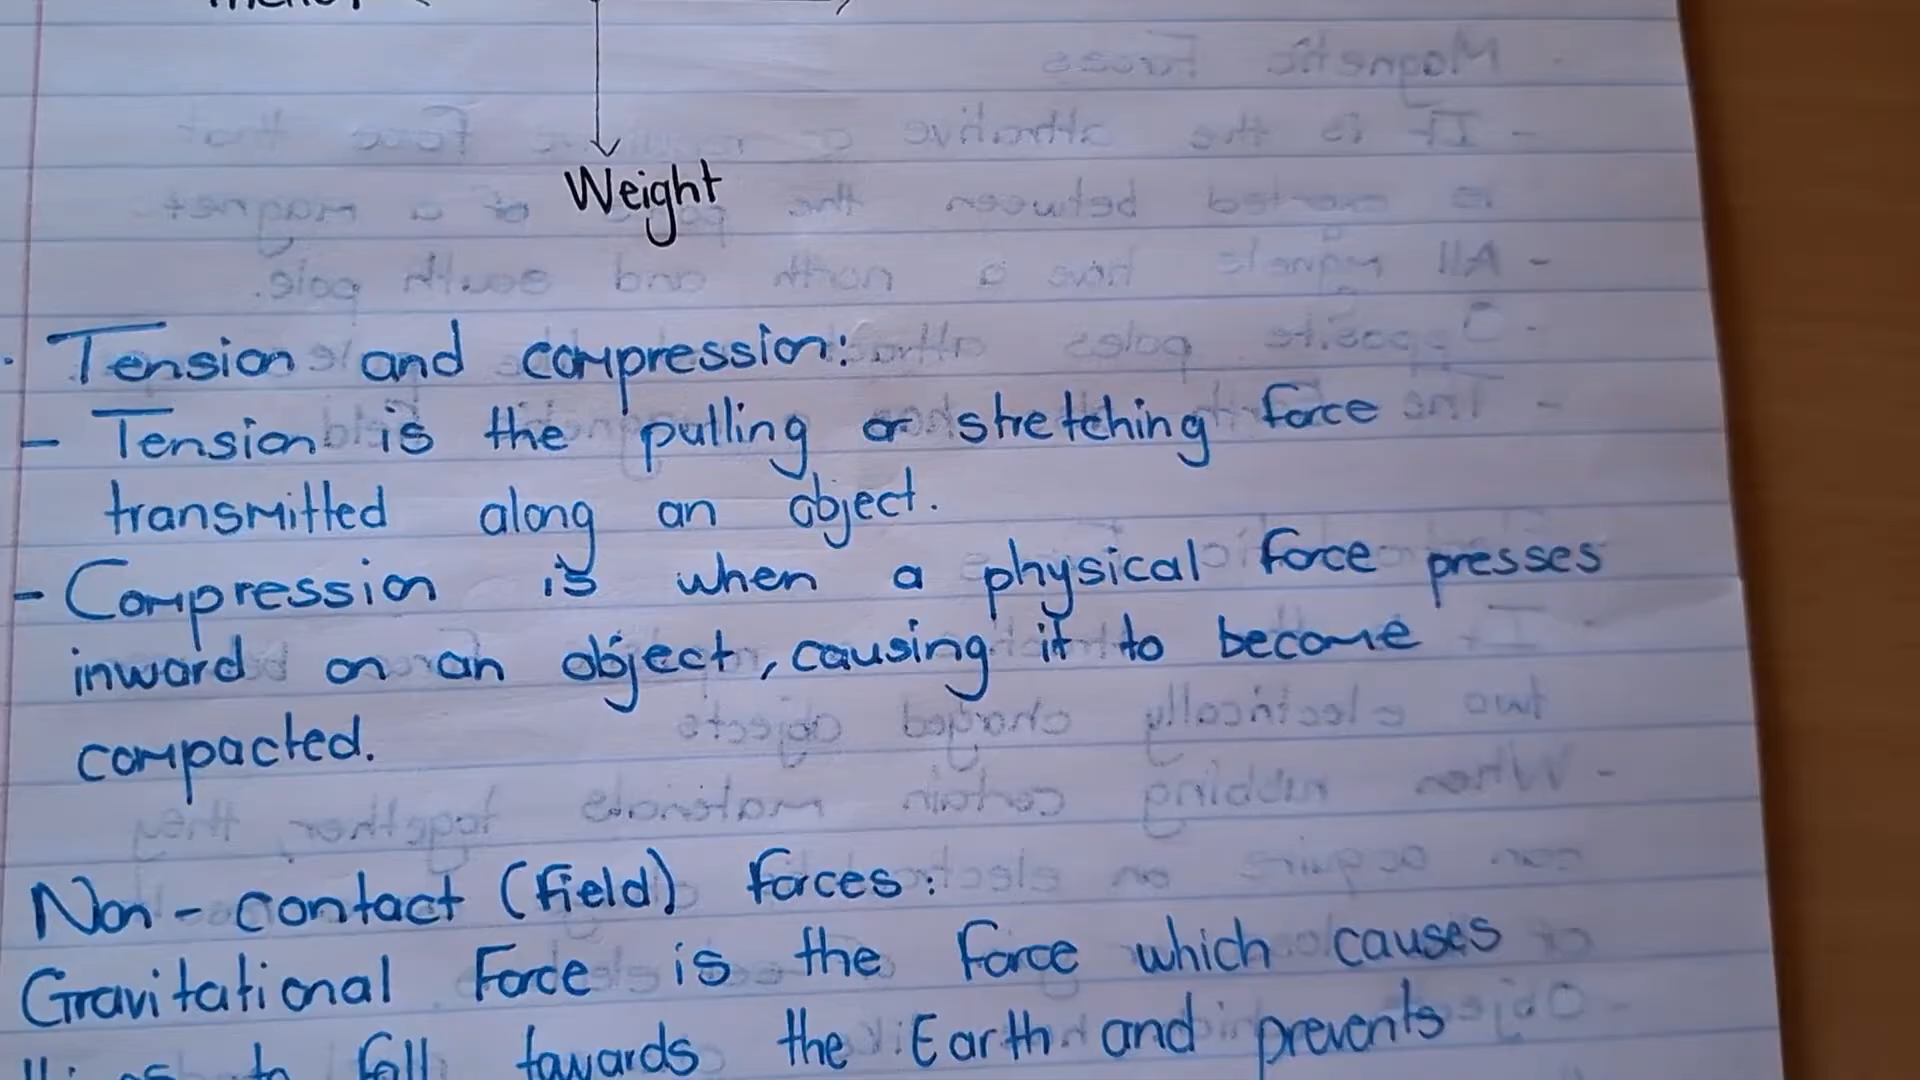 Weight
· Tension and compression:
- Tension is the pulling or stretching force
transmitted along an object.
- Compression is when a physical force presses
inward on an object, causing it to become
compacted.
Non-contact (field) forces:
Gravitational Force is the force which causes
to fall towards the Earth and prevents